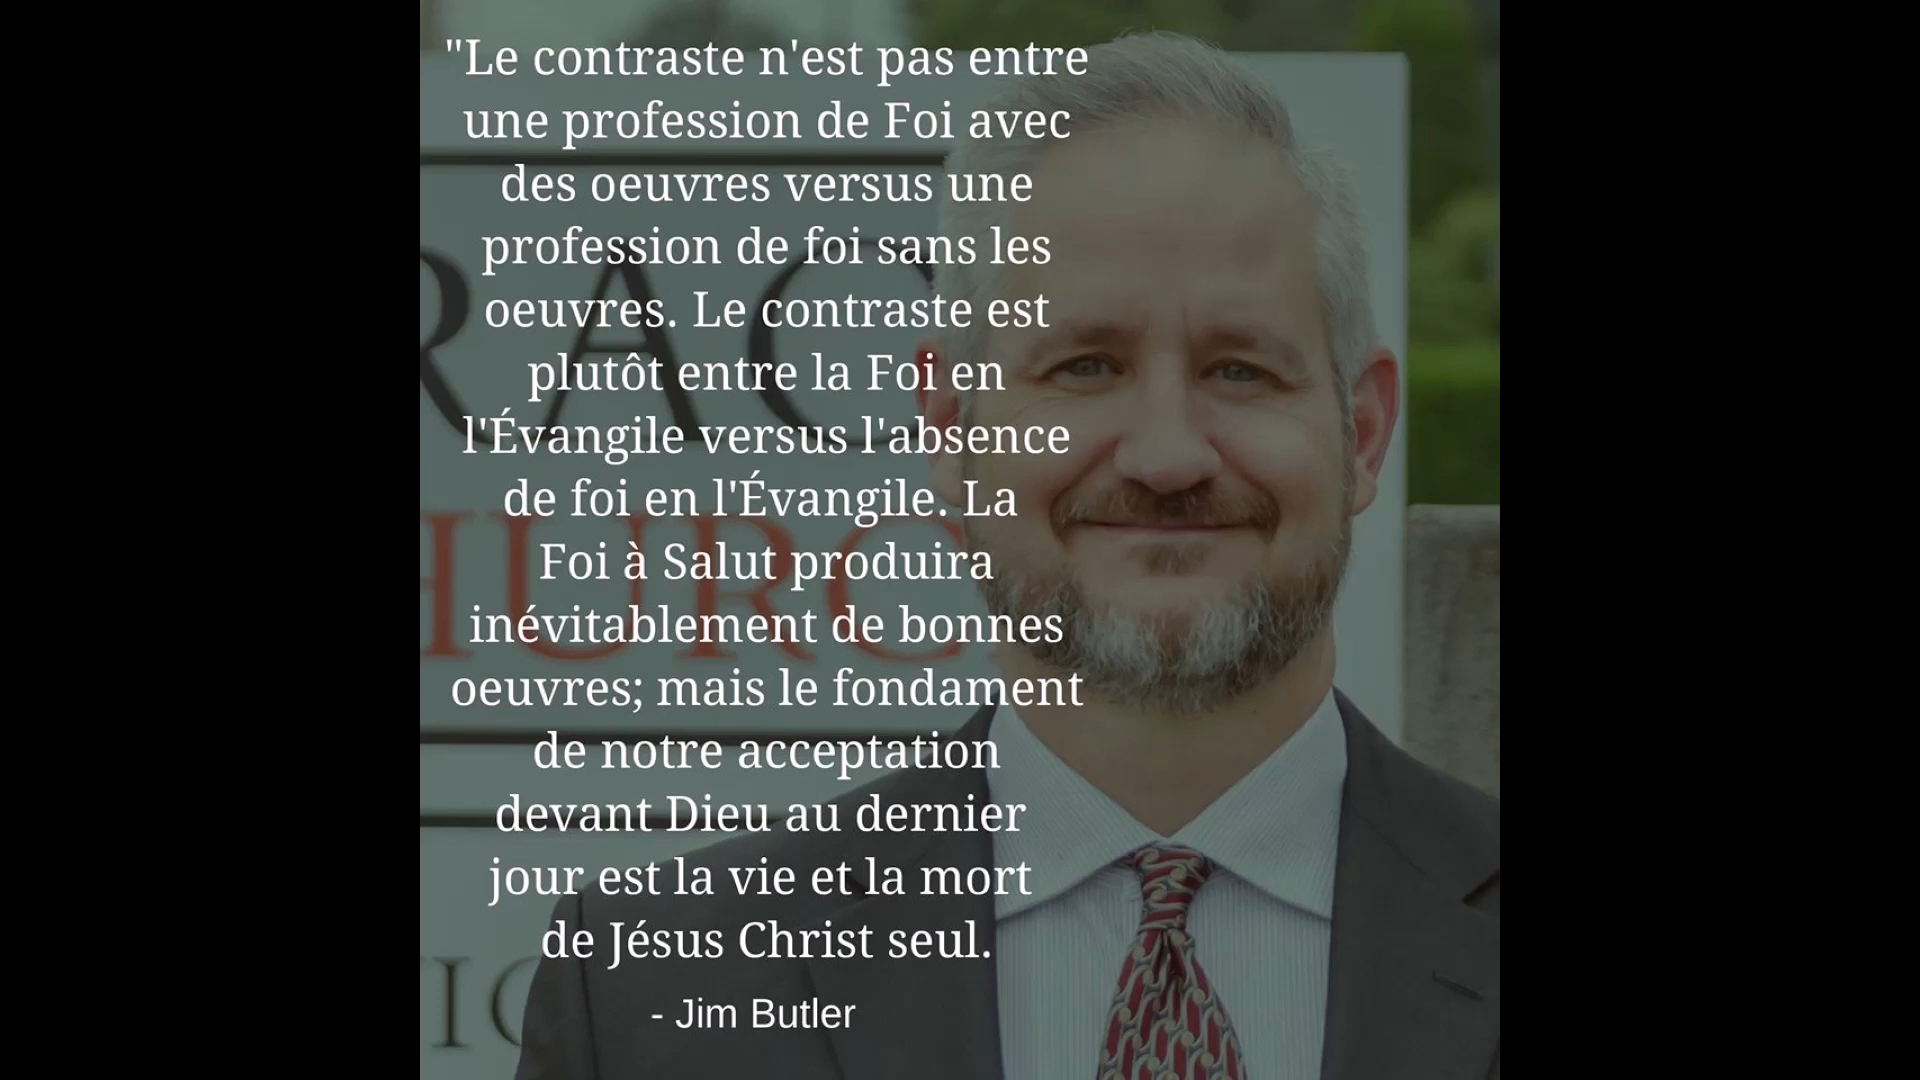 "Le contraste n'est pas entre
une profession de Foi avec
des oeuvres versus une
profession de foi sans les
oeuvres. Le contraste est
plutôt entre la Foi en
l'Évangile versus l'absence
de foi en l'Évangile. La
Foi à Salut produira
inévitablement de bonnes
oeuvres; mais le fondament
de notre acceptation
devant Dieu au dernier
jour est la vie et la mort
de Jésus Christ seul.
- Jim Butler